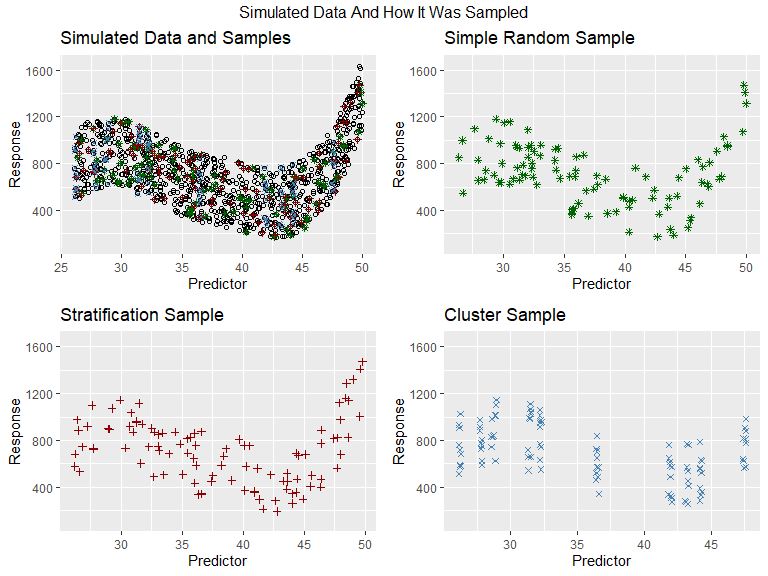 Simulated Data And How It Was Sampled
Simulated Data and Samples
Response
1600
1200
800
400
25 30 35 40 45 50
Predictor
Simple Random Sample
Response
1600
1200
800
400
30 35 40 45 50
Predictor
Stratification Sample
Response
1600
1200
800
400
30 35 40 45 50
Predictor
Cluster Sample
Response
1600
1200
800
400
30 35 40 45
Predictor